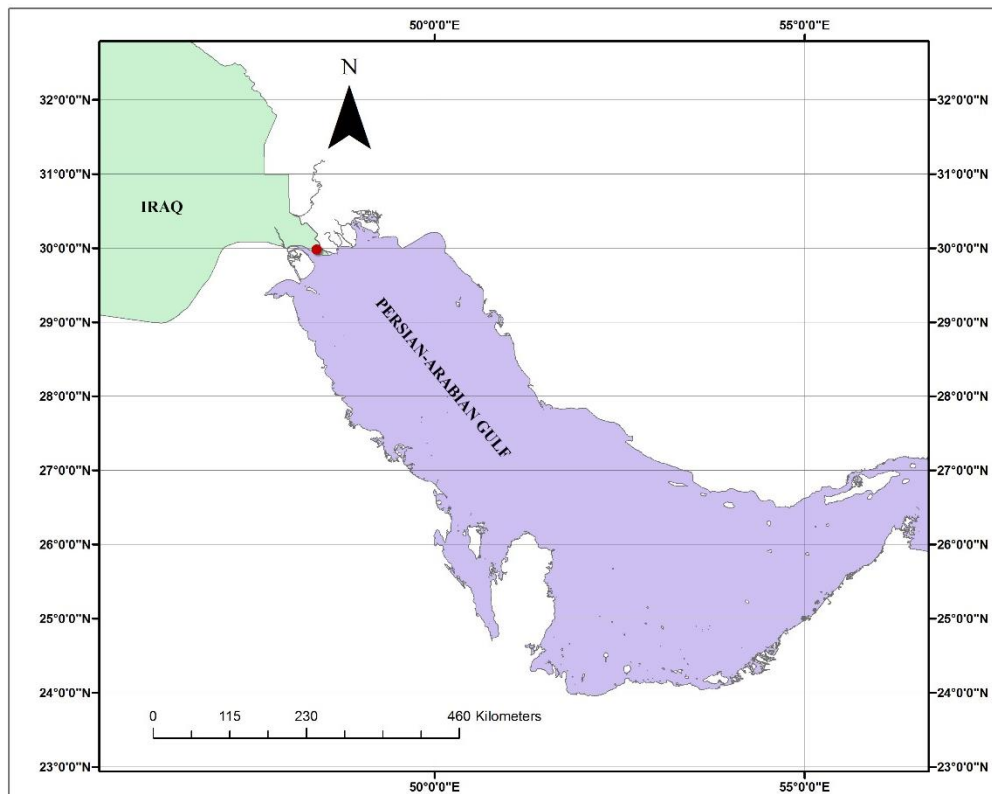 50°0'0"E 55°0'0"E
N
32°0'0"N 32°0'0"N
31°0'0"N 31°0'0"N
IRAQ
30°0'0"N 30°0'0"N
29°0'0"N 29°0'0"N
PERSIAN-ARABIAN GULF
28°0'0"N 28°0'0"N
27°0'0"N 27°0'0"N
26°0'0"N 26°0'0"N
25°0'0"N 25°0'0"N
24°0'0"N 24°0'0"N
0 115 230 460 Kilometers
23°0'0"N 23°0'0"N
50°0'0"E 55°0'0"E